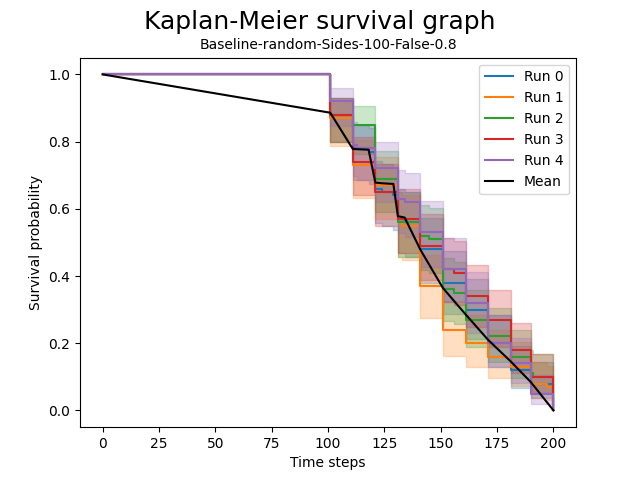 Kaplan-Meier survival graph
Baseline-random-Sides-100-False-0.8
Survival probability
1.0
0.8
0.6
0.4
0.2
0.0
Run 0
Run 1
Run 2
Run 3
Run 4
Mean
0 25 50 75 100 125 150 175 200
Time steps